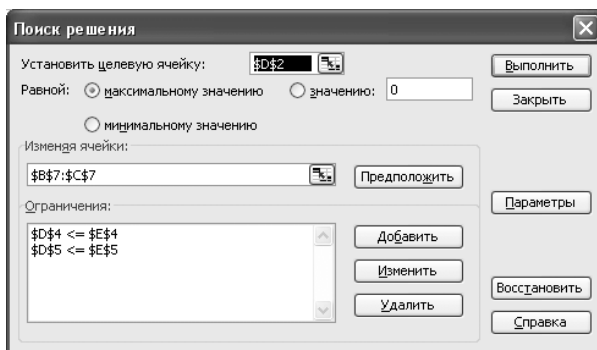 Поиск решения
Установить целевую ячейку: $D$2
Выполнить
Равной: максимальному значению значению: 0
Закрыть
минимальному значению
Изменяя ячейки:
$B$7:$C$7
Предположить
Ограничения:
Параметры
$D$4 <= $E$4
$D$5 <= $E$5
Добавить
Изменить
Удалить
Восстановить
Справка